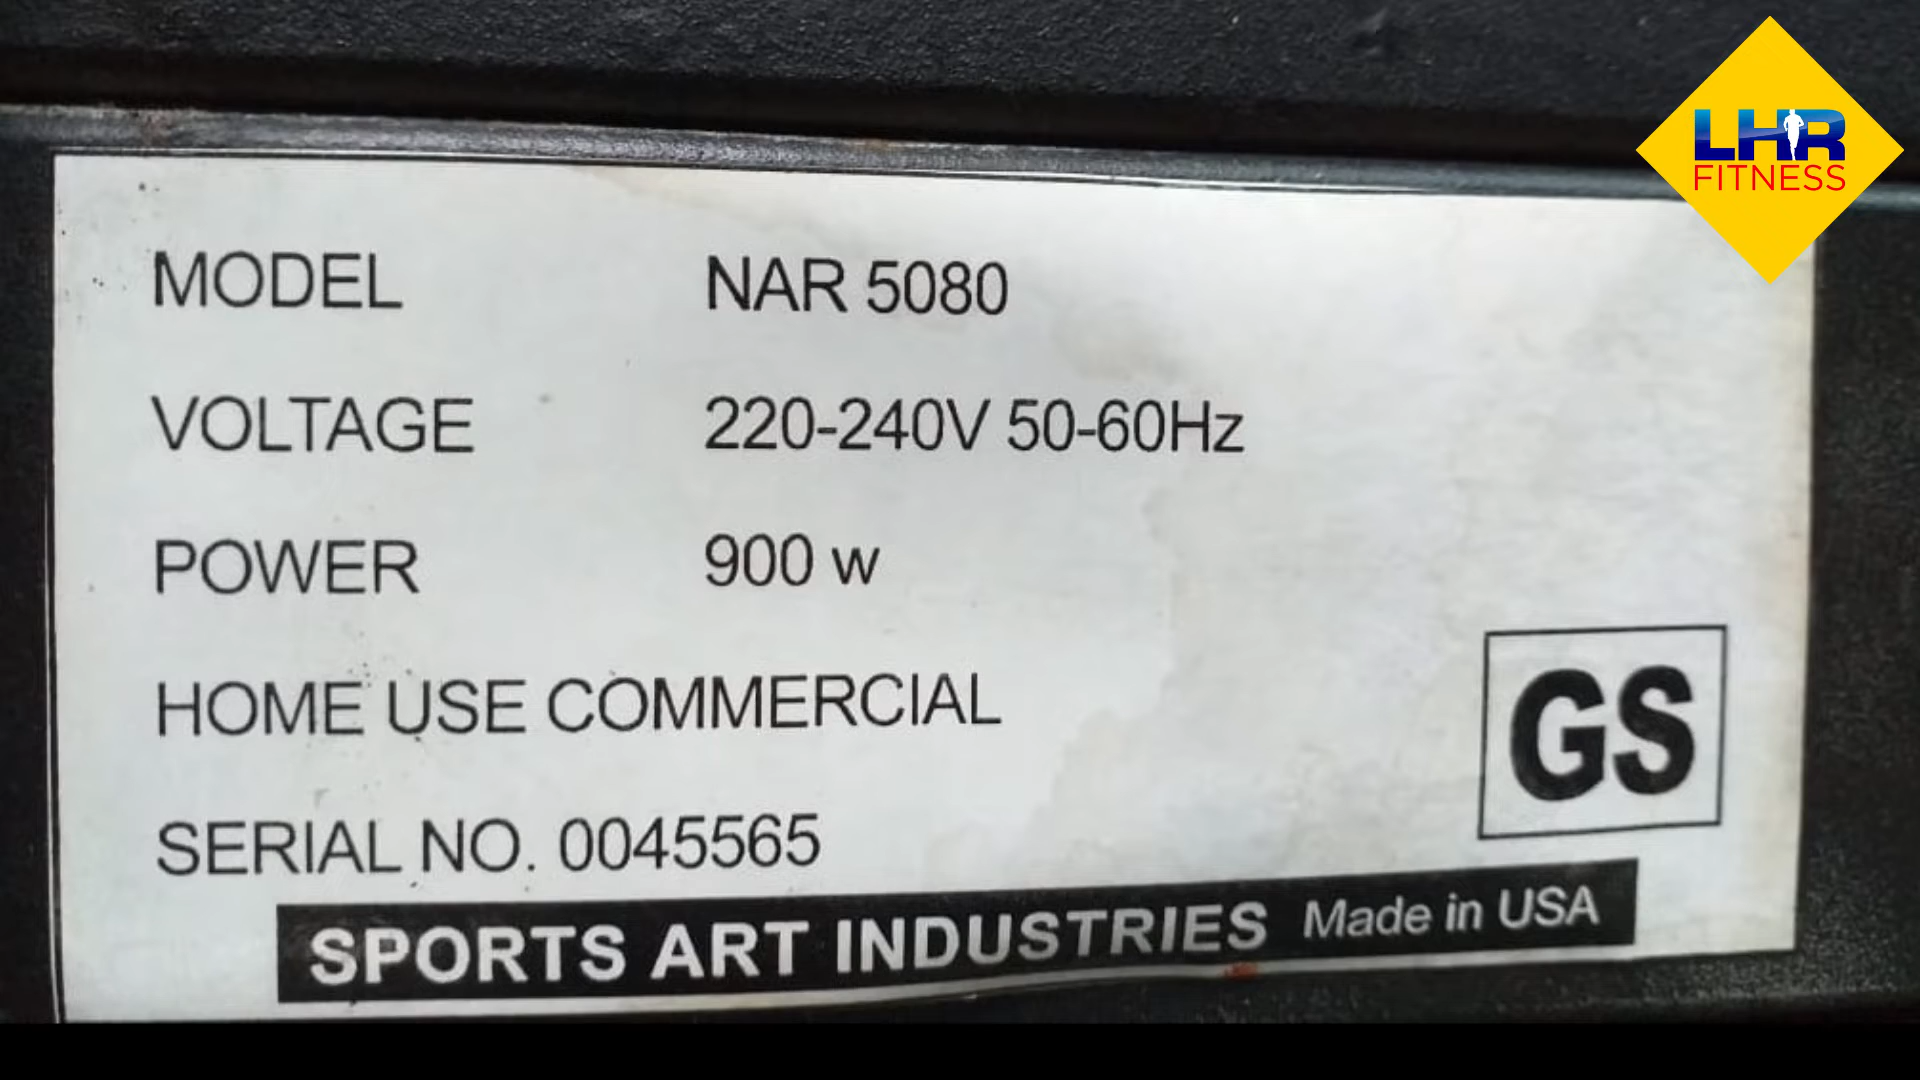 LHR
FITNESS
MODEL NAR 5080
VOLTAGE 220-240V 50-60Hz
POWER 900 w
HOME USE COMMERCIAL
GS
SERIAL NO. 0045565
SPORTS ART INDUSTRIES Made in USA